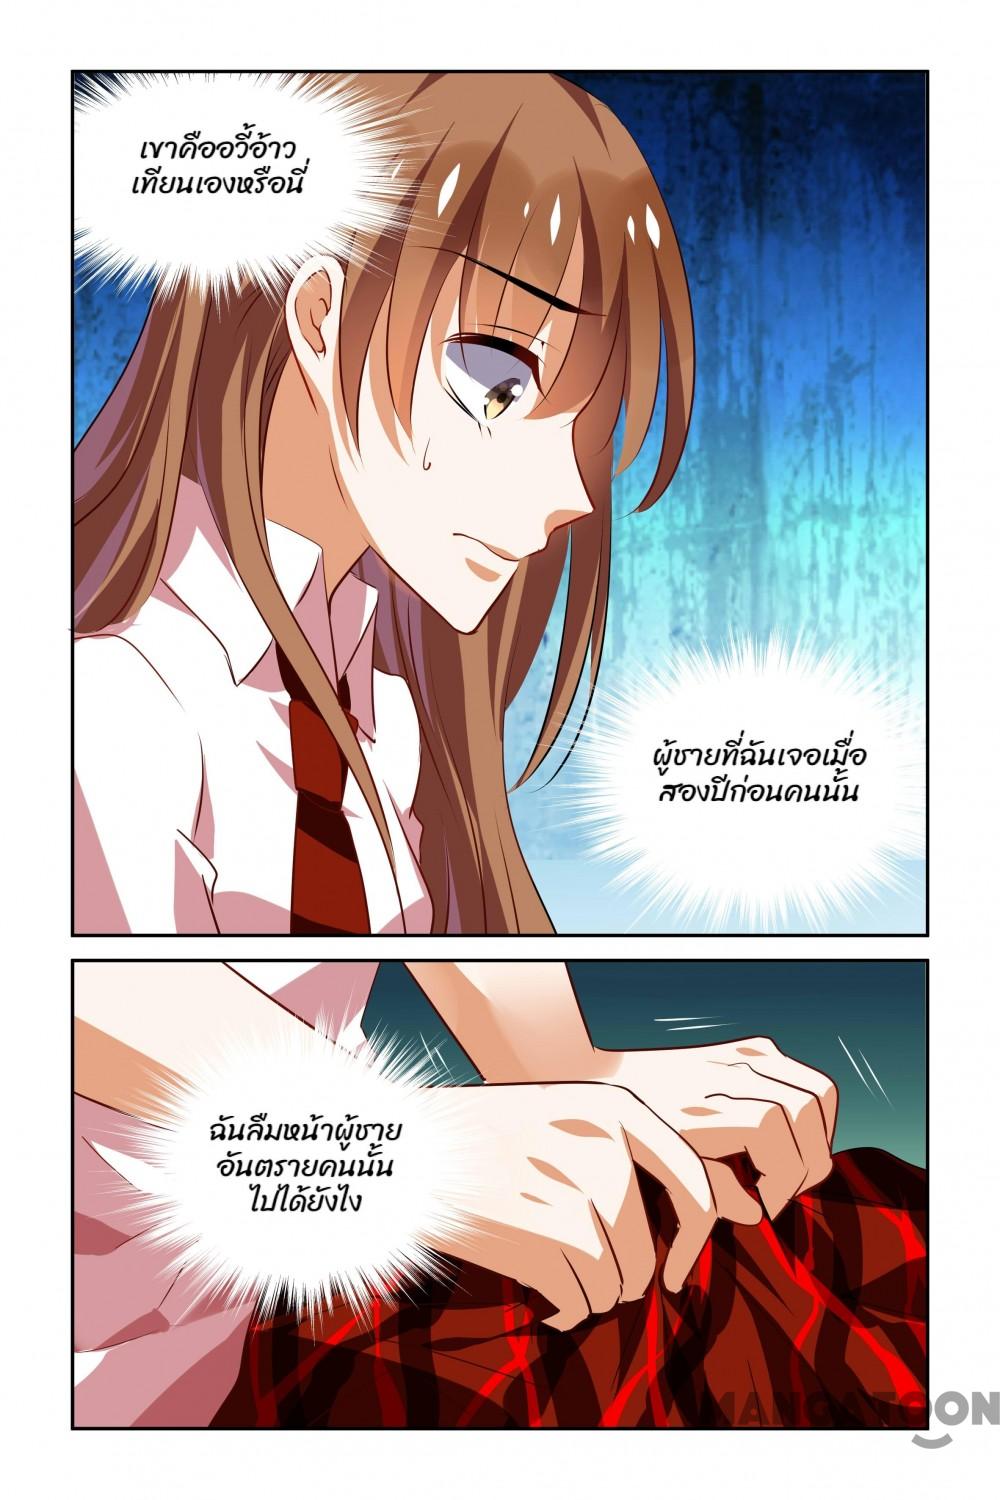 เขาคืออวี้อ้าว
เทียนเองหรือนี่
ผู้ชายที่ฉันเจอเมื่อ
สองปีก่อนคนนั้น
ฉันลืมหน้าผู้ชาย
อันตรายคนนั้น
ไปได้ยังไง
MANGATOON